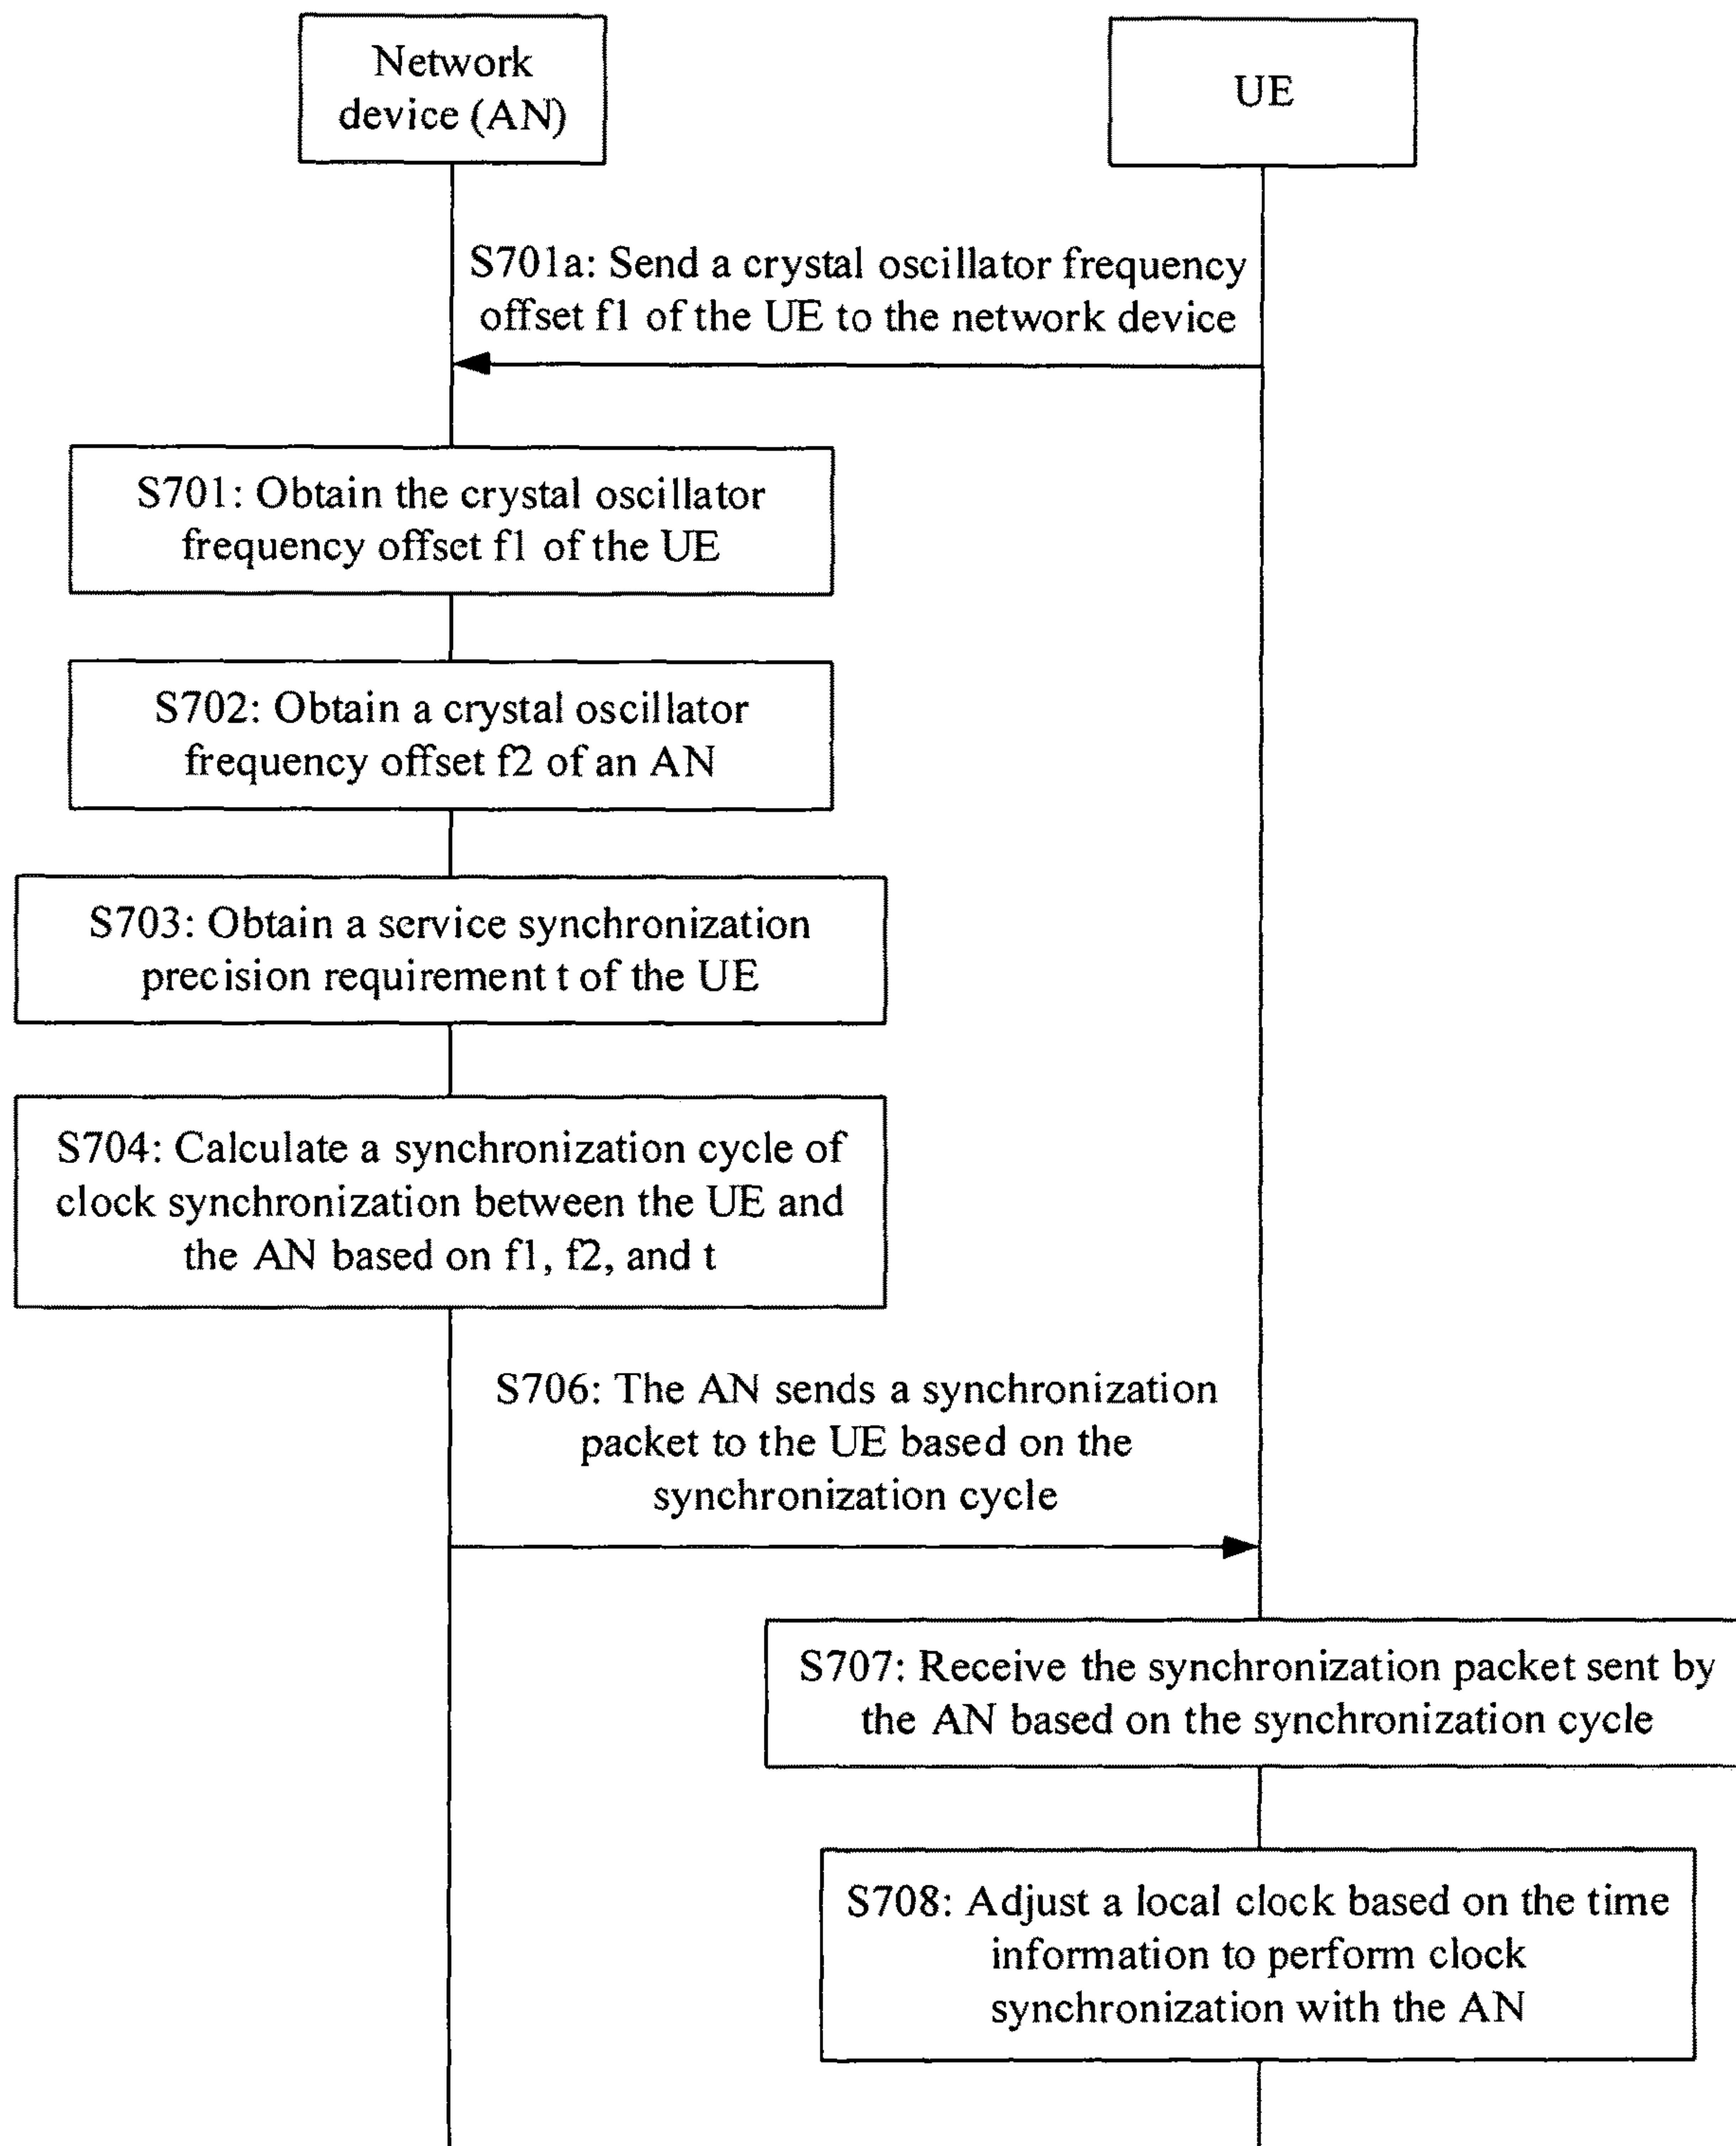 Network
device (AN)
UE
S701a: Send a crystal oscillator frequency
offset f1 of the UE to the network device
S701: Obtain the crystal oscillator
frequency offset f1 of the UE
S702: Obtain a crystal oscillator
frequency offset f2 of an AN
S703: Obtain a service synchronization
precision requirement t of the UE
S704: Calculate a synchronization cycle of
clock synchronization between the UE and
the AN based on f1, f2, and t
S706: The AN sends a synchronization
packet to the UE based on the
synchronization cycle
S707: Receive the synchronization packet sent by
the AN based on the synchronization cycle
S708: Adjust a local clock based on the time
information to perform clock
synchronization with the AN